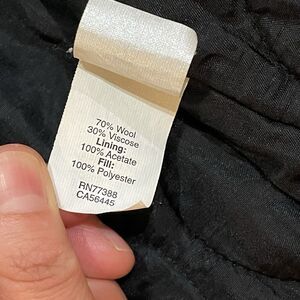 70% Wool
30% Viscose
Lining:
100% Acetate
Fill:
100% Polyester
RN77388
CA56445